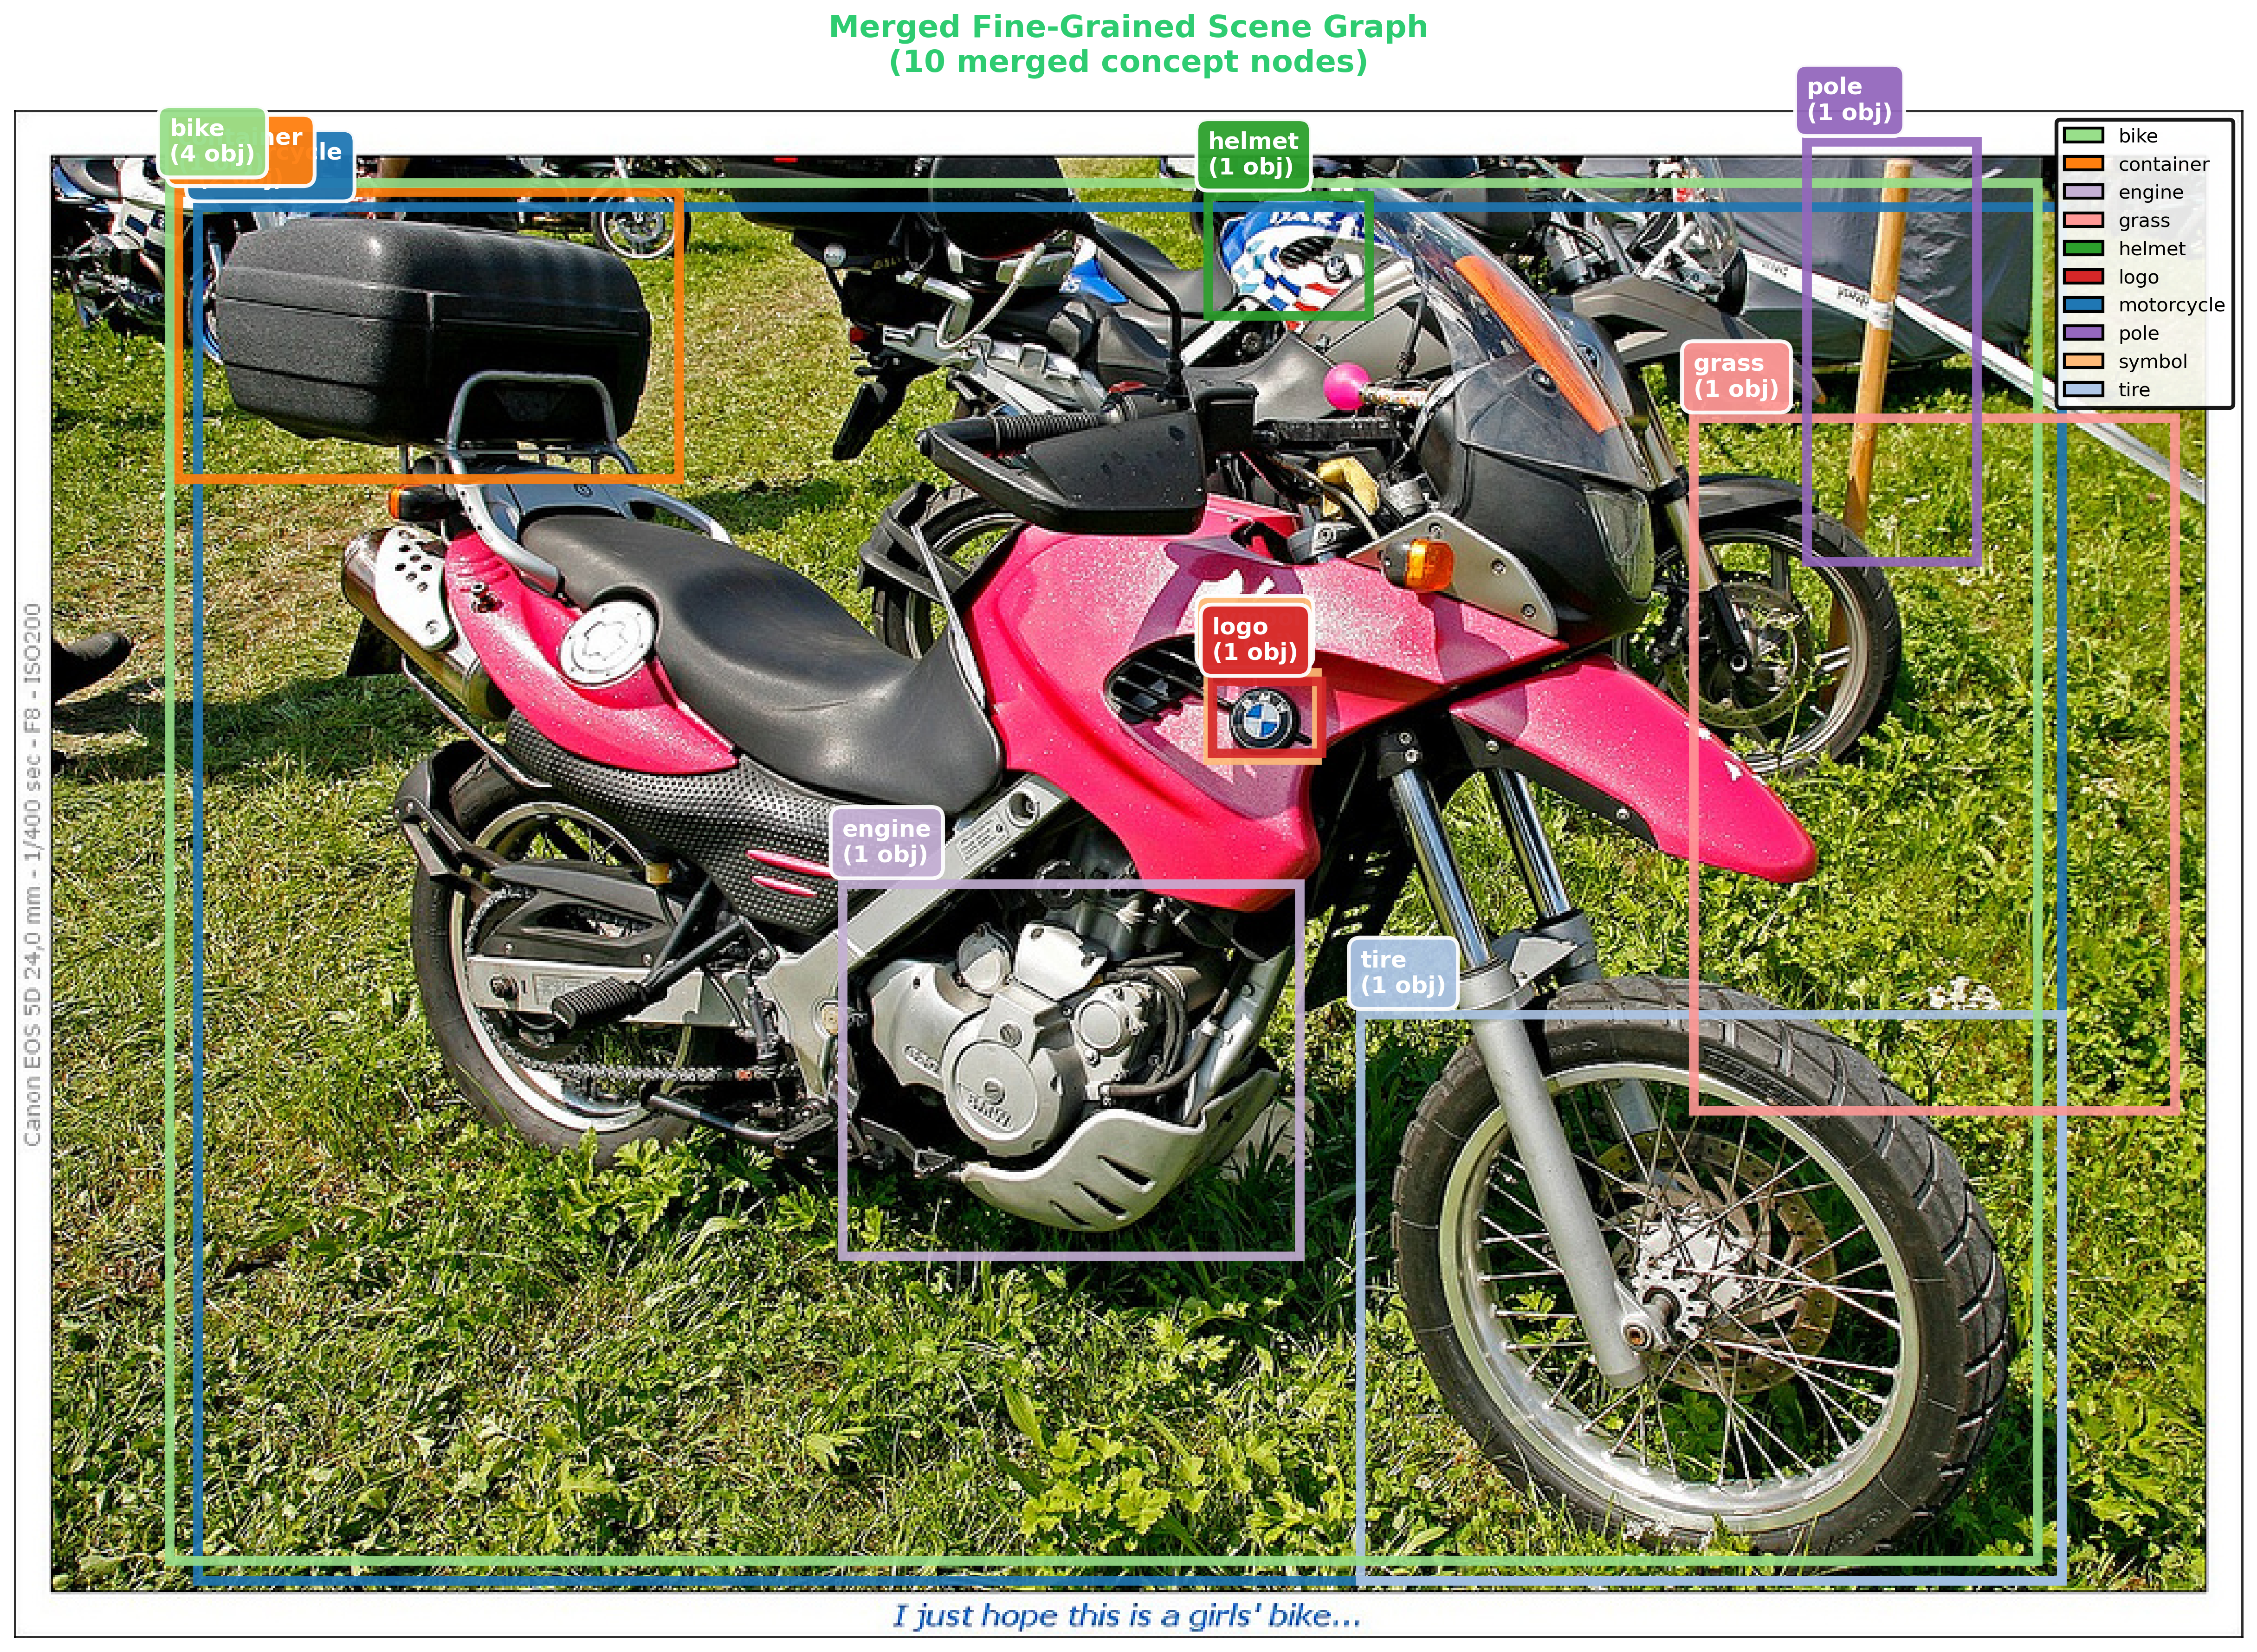 Merged Fine-Grained Scene Graph
(10 merged concept nodes)
pole
(1 obj)
bike
(4 obj)
helmet
(1 obj)
bike
container
engine
grass
helmet
logo
motorcycle
pole
symbol
tire
grass
(1 obj)
logo
(1 obj)
engine
(1 obj)
tire
(1 obj)
Canon EOS 5D 24,0 mm - 1/400 sec - F8 - ISO200
I just hope this is a girls' bike...